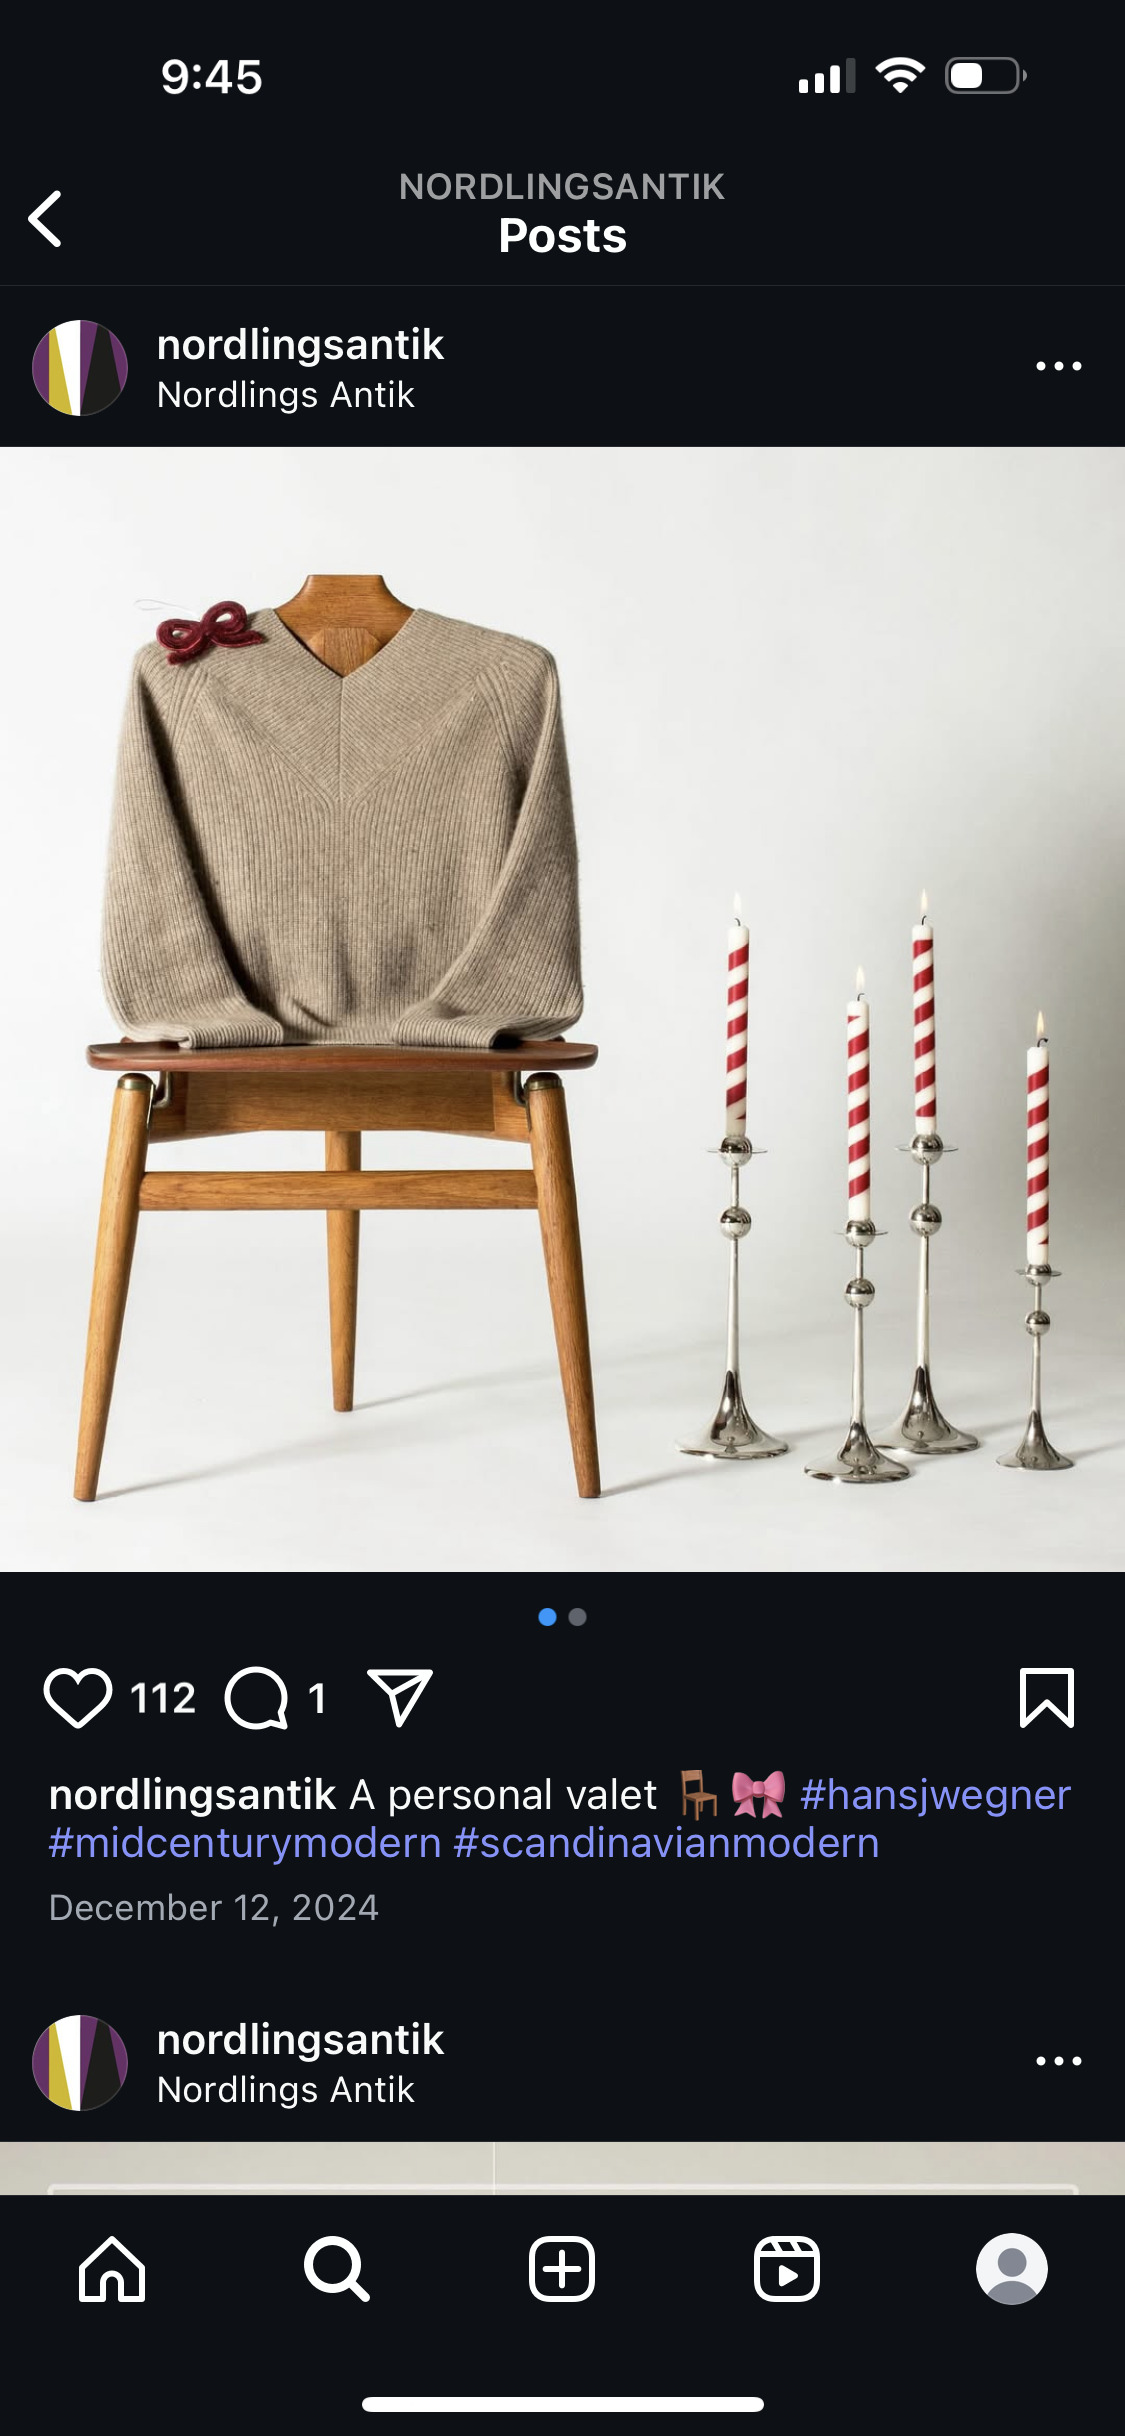 9:45
NORDLINGSANTIK
Posts
nordlingsantik
Nordlings Antik
112 1
nordlingsantik A personal valet 🪑🎀 #hansjwegner
#midcenturymodern #scandinavianmodern
December 12, 2024
nordlingsantik
Nordlings Antik